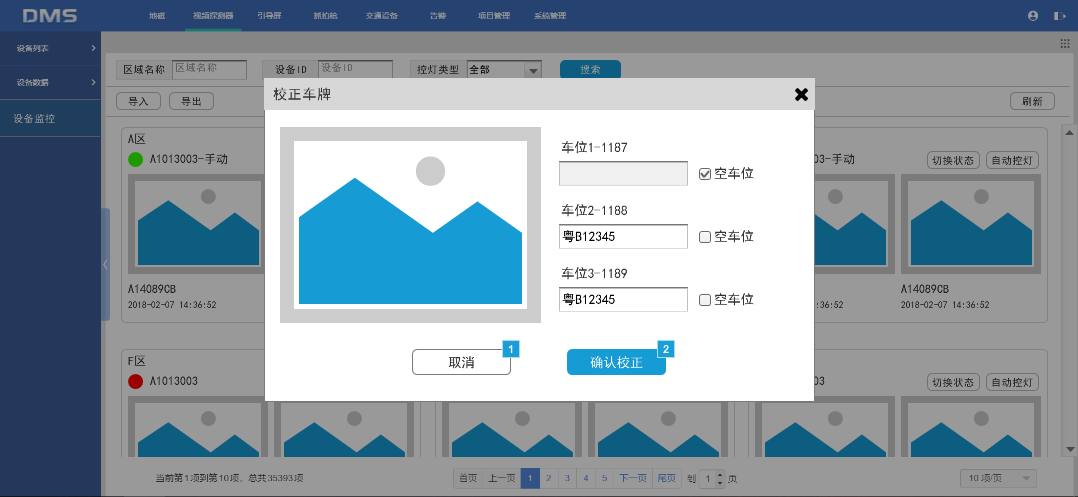 DMS 地磁 视频探测器 引导屏 抓拍枪 交通设备 告警 项目管理 系统管理
设备列表
设备数据
设备监控
区域名称 区域名称 设备ID 设备ID 控灯类型 全部 搜索
导入 导出 刷新
校正车牌
A区
A1013003-手动
03-手动 切换状态 自动控灯
A14089CB
2018-02-07 14:36:52
:36:52
A14089CB
2018-02-07 14:36:52
车位1-1187
空车位
车位2-1188
粤B12345 空车位
车位3-1189
粤B12345 空车位
取消 1 确认校正 2
F区
A1013003
03 切换状态 自动控灯
当前第1项到第10项，总共35393项 首页 上一页 1 2 3 4 5 下一页 尾页 到 1 页 10 项/页